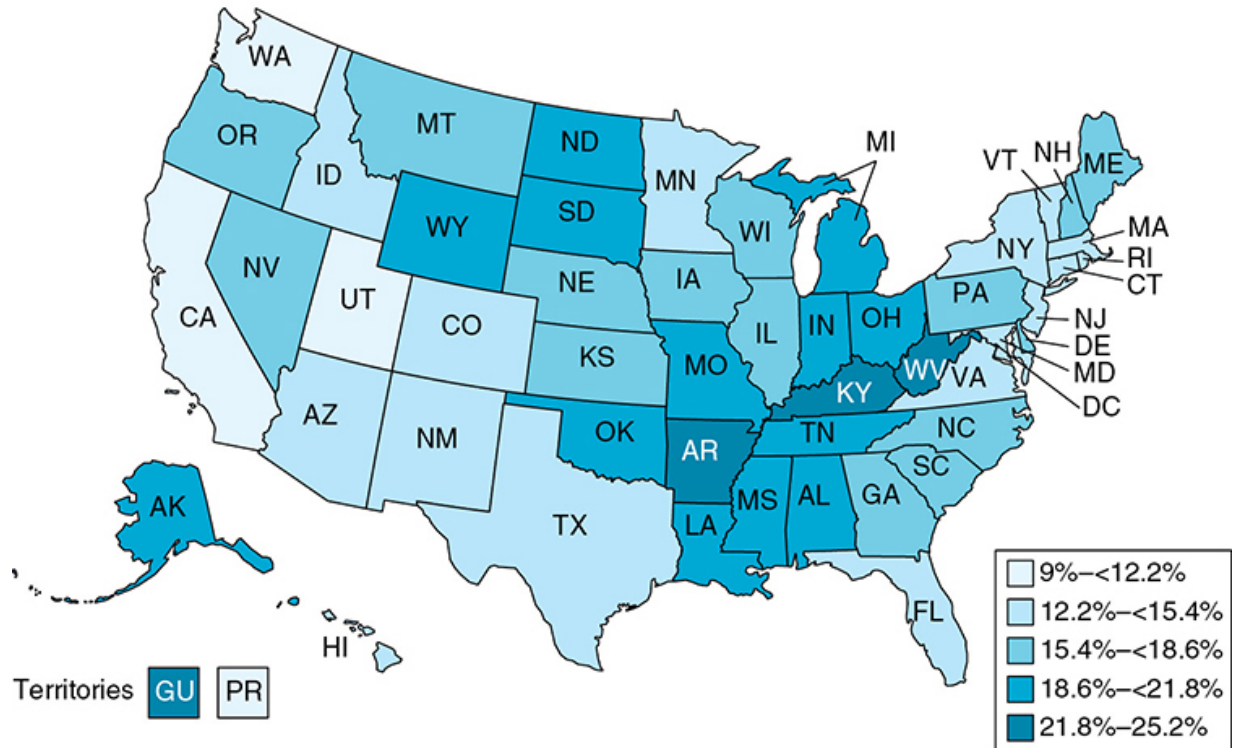 WA
MT
ND
MI
VT
NH
ME
OR
ID
MN
SD
WI
WY
NY
MA
RI
CT
NV
NE
IA
PA
UT
CO
IL
IN
OH
NJ
DE
CA
KS
MO
WV
VA
MD
KY
DC
AZ
NM
OK
TN
NC
AR
SC
MS
AL
GA
AK
TX
LA
FL
HI
Territories GU PR
9%–<12.2%
12.2%–<15.4%
15.4%–<18.6%
18.6%–<21.8%
21.8%–25.2%